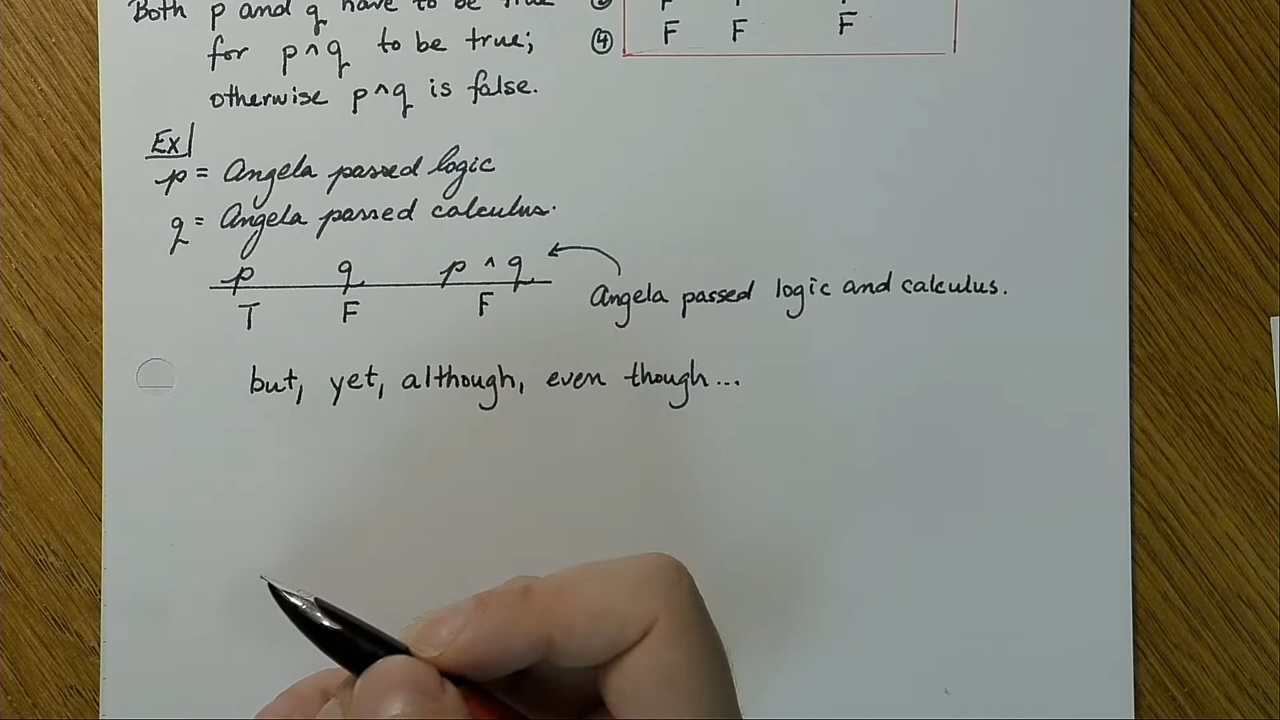 Both p and q have to be true
for p ^ q to be true;
otherwise p ^ q is false.
④ F F F
Ex
p = Angela passed logic
q = Angela passed calculus.
p q p ^ q
T F F
Angela passed logic and calculus.
but, yet, although, even though...